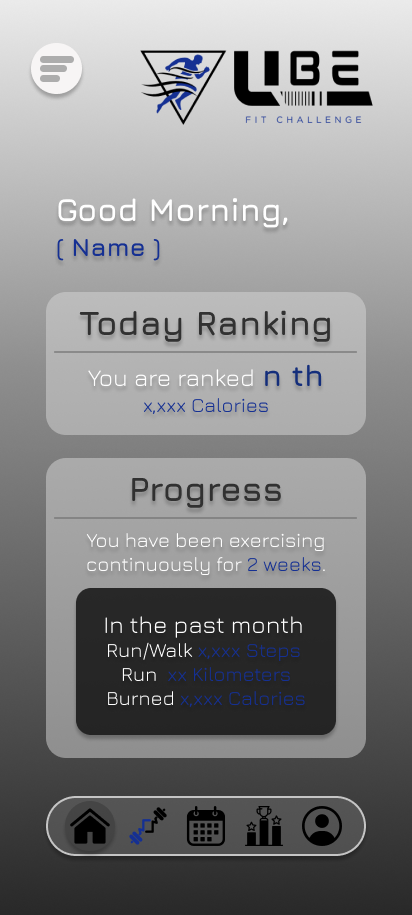 UBE
FIT CHALLENGE
Good Morning,
( Name )
Today Ranking
You are ranked n th
x,xxx Calories
Progress
You have been exercising
continuously for 2 weeks.
In the past month
Run/Walk x,xxx Steps
Run xx Kilometers
Burned x,xxx Calories